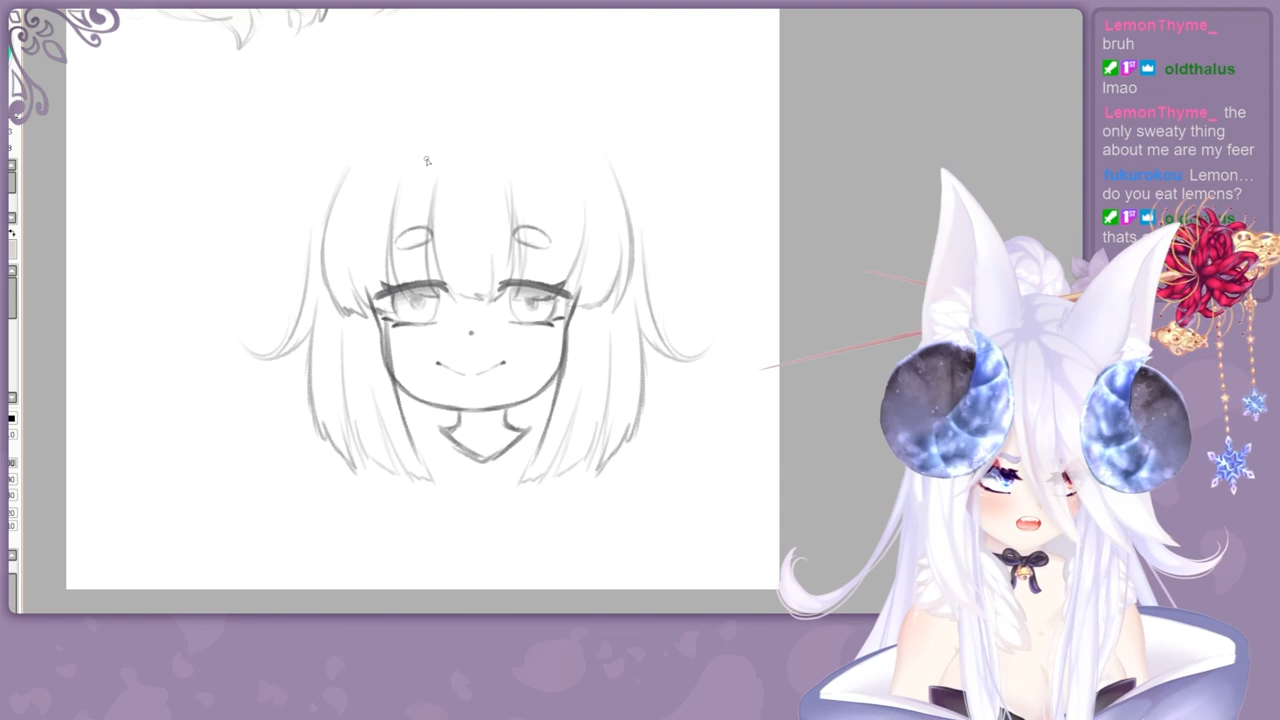 LemonThyme_
bruh
oldthalus
lmao
LemonThyme_ the
only sweaty thing
about me are my feer
fukurokou Lemon...
do you eat lemons?
thats